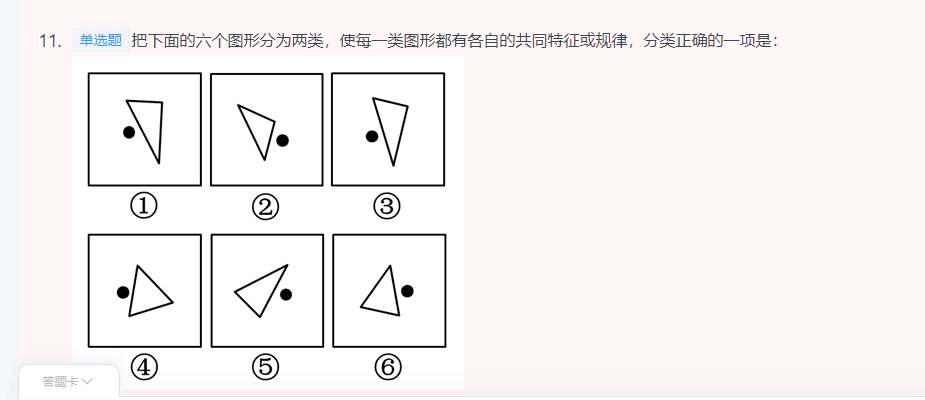 11. 单选题 把下面的六个图形分为两类，使每一类图形都有各自的共同特征或规律，分类正确的一项是：
① ② ③
④ ⑤ ⑥
答题卡